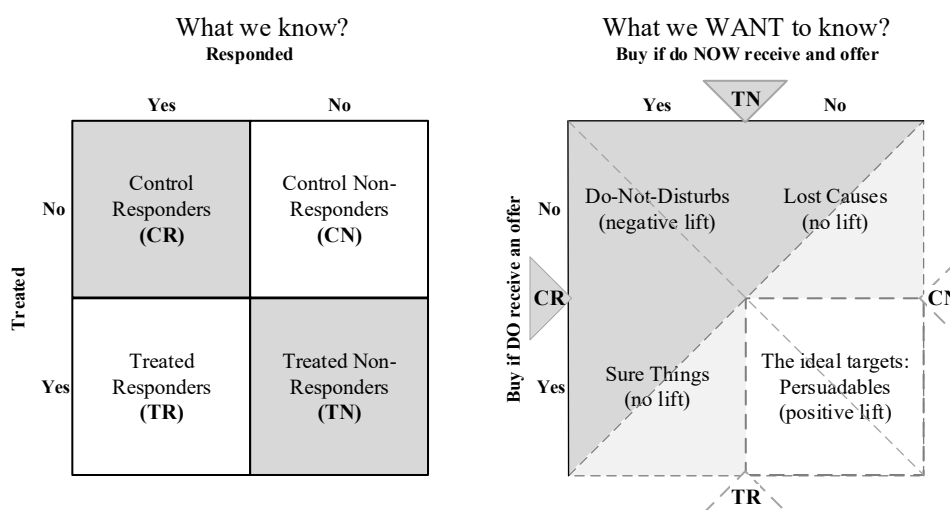 What we know?
Responded
Yes
No
Treated
No
Control
Responders
(CR)
Control Non-
Responders
(CN)
Yes
Treated
Responders
(TR)
Treated Non-
Responders
(TN)
What we WANT to know?
Buy if do NOW receive and offer
Yes
TN
No
Buy if DO receive an offer
No
Do-Not-Disturbs
(negative lift)
Lost Causes
(no lift)
CR
CN
Yes
Sure Things
(no lift)
The ideal targets:
Persuadables
(positive lift)
TR